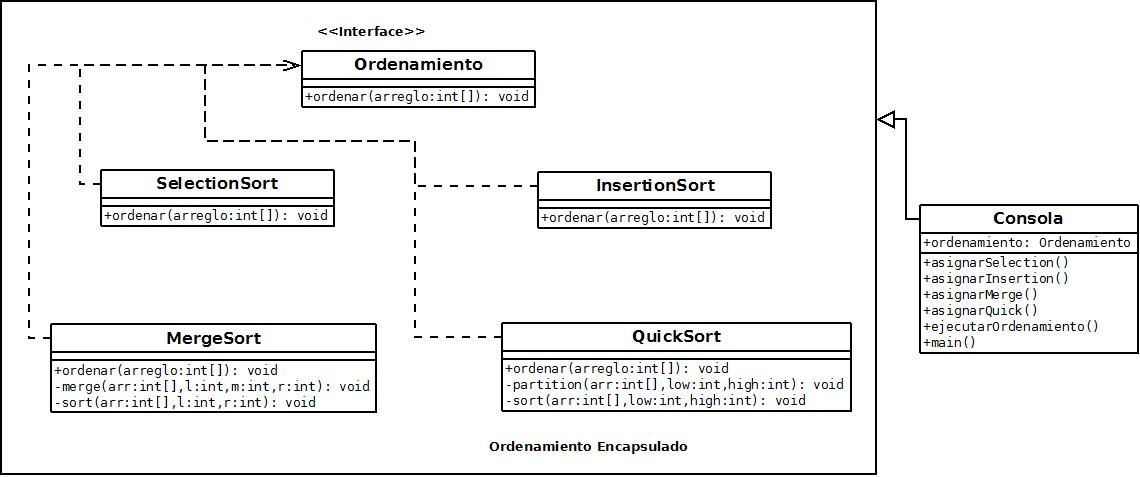 <<Interface>>
Ordenamiento
+ordenar(arreglo:int[]): void
SelectionSort
+ordenar(arreglo:int[]): void
InsertionSort
+ordenar(arreglo:int[]): void
MergeSort
+ordenar(arreglo:int[]): void
-merge(arr:int[],l:int,m:int,r:int): void
-sort(arr:int[],l:int,r:int): void
QuickSort
+ordenar(arreglo:int[]): void
-partition(arr:int[],low:int,high:int): void
-sort(arr:int[],low:int,high:int): void
Ordenamiento Encapsulado
Consola
+ordenamiento: Ordenamiento
+asignarSelection()
+asignarInsertion()
+asignarMerge()
+asignarQuick()
+ejecutarOrdenamiento()
+main()